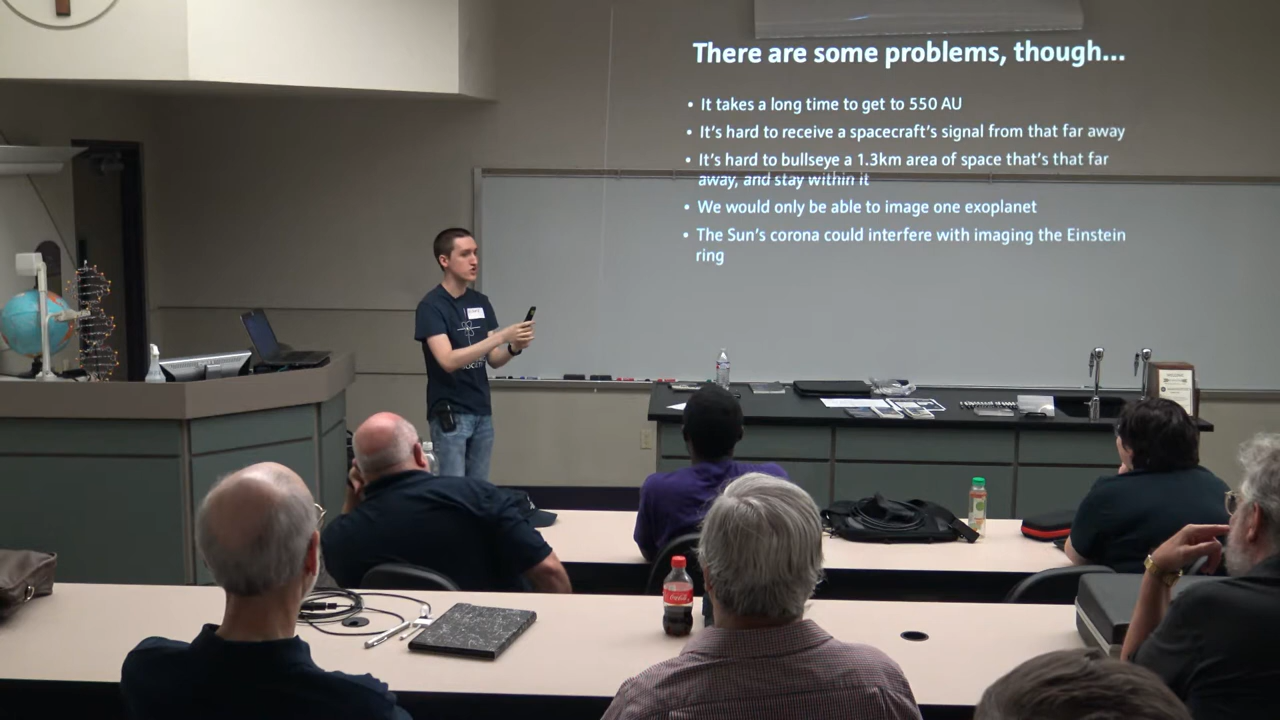 There are some problems, though...
• It takes a long time to get to 550 AU
• It's hard to receive a spacecraft's signal from that far away
• It's hard to bullseye a 1.3km area of space that's that far
away, and stay within it
• We would only be able to image one exoplanet
• The Sun's corona could interfere with imaging the Einstein
ring
Coca-Cola